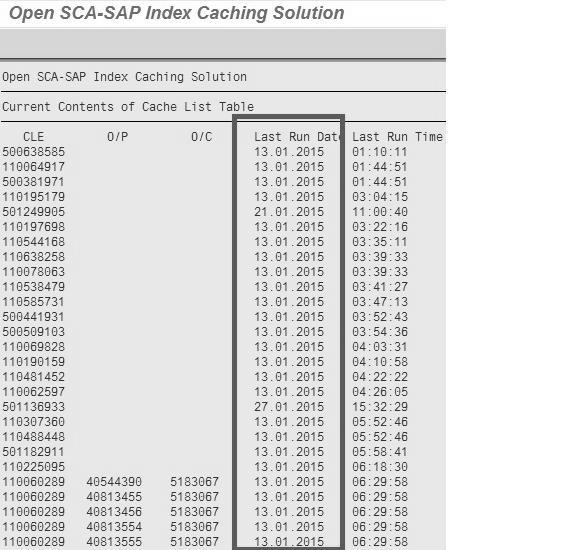 Open SCA-SAP Index Caching Solution
Open SCA-SAP Index Caching Solution
Current Contents of Cache List Table
CLE O/P O/C Last Run Date Last Run Time
500638585 13.01.2015 01:10:11
110064917 13.01.2015 01:44:51
500381971 13.01.2015 01:44:51
110195179 13.01.2015 03:04:15
501249905 21.01.2015 11:00:40
110197698 13.01.2015 03:22:16
110544168 13.01.2015 03:35:11
110638258 13.01.2015 03:39:33
110078063 13.01.2015 03:39:33
110538479 13.01.2015 03:41:27
110585731 13.01.2015 03:47:13
500441931 13.01.2015 03:52:43
500509103 13.01.2015 03:54:36
110069828 13.01.2015 04:03:31
110190159 13.01.2015 04:10:58
110481452 13.01.2015 04:22:22
110062597 13.01.2015 04:26:05
501136933 27.01.2015 15:32:29
110307360 13.01.2015 05:52:46
110488448 13.01.2015 05:52:46
501182911 13.01.2015 05:58:41
110225095 13.01.2015 06:18:30
110060289 40544390 5183067 13.01.2015 06:29:58
110060289 40813455 5183067 13.01.2015 06:29:58
110060289 40813456 5183067 13.01.2015 06:29:58
110060289 40813554 5183067 13.01.2015 06:29:58
110060289 40813555 5183067 13.01.2015 06:29:58